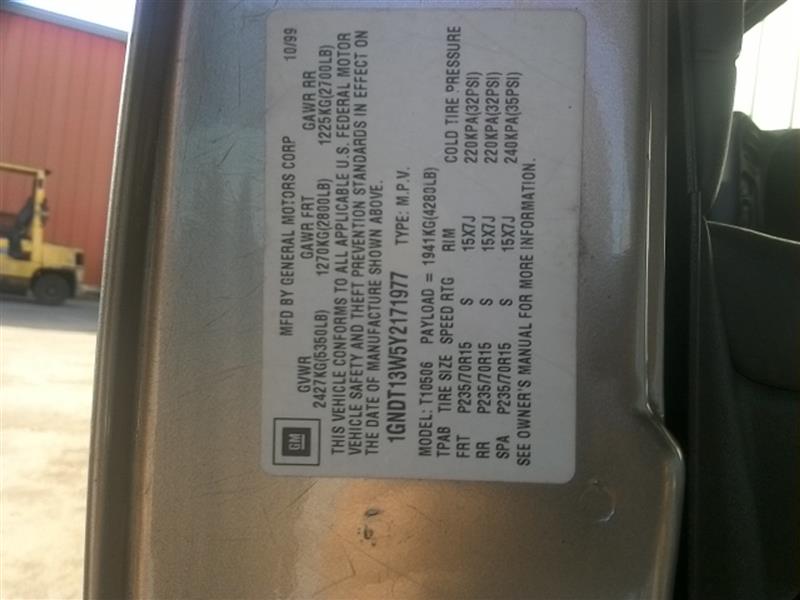 GM
MFD BY GENERAL MOTORS CORP 10/99
GVWR GAWR FRT GAWR RR
2427KG(5350LB) 1270KG(2800LB) 1225KG(2700LB)
THIS VEHICLE CONFORMS TO ALL APPLICABLE U.S. FEDERAL MOTOR
VEHICLE SAFETY AND THEFT PREVENTION STANDARDS IN EFFECT ON
THE DATE OF MANUFACTURE SHOWN ABOVE.
1GNDT13W5Y2171977 TYPE: M.P.V.
MODEL: T10506 PAYLOAD = 1941KG(4280LB)
TPAB TIRE SIZE SPEED RTG RIM COLD TIRE PRESSURE
FRT P235/70R15 S 15X7J 220KPA(32PSI)
RR P235/70R15 S 15X7J 220KPA(32PSI)
SPA P235/70R15 S 15X7J 240KPA(35PSI)
SEE OWNER'S MANUAL FOR MORE INFORMATION.